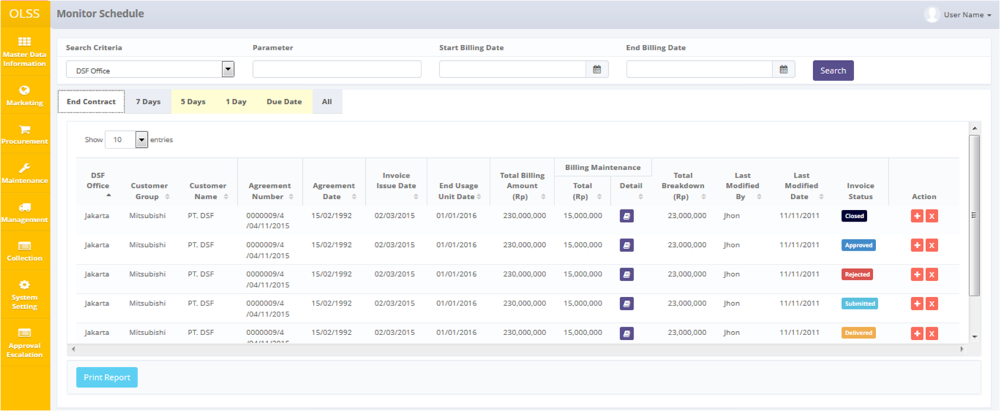 OLSS
Monitor Schedule
User Name
Master Data
Information
Marketing
Procurement
Maintenance
Management
Collection
System
Setting
Approval
Escalation
Search Criteria Parameter Start Billing Date End Billing Date
DSF Office Search
End Contract 7 Days 5 Days 1 Day Due Date All
Show 10 entries
DSF
Office
Customer
Group
Customer
Name
Agreement
Number
Agreement
Date
Invoice
Issue Date
End Usage
Unit Date
Total Billing
Amount
(Rp)
Billing Maintenance
Total
(Rp)
Detail
Total
Breakdown
(Rp)
Last
Modified
By
Last
Modified
Date
Invoice
Status
Action
Jakarta Mitsubishi PT. DSF 0000009/4 15/02/1992 02/03/2015 01/01/2016 230,000,000 15,000,000 23,000,000 Jhon 11/11/2011 Closed + X
/04/11/2015
Jakarta Mitsubishi PT. DSF 0000009/4 15/02/1992 02/03/2015 01/01/2016 230,000,000 15,000,000 23,000,000 Jhon 11/11/2011 Approved + X
/04/11/2015
Jakarta Mitsubishi PT. DSF 0000009/4 15/02/1992 02/03/2015 01/01/2016 230,000,000 15,000,000 23,000,000 Jhon 11/11/2011 Rejected + X
/04/11/2015
Jakarta Mitsubishi PT. DSF 0000009/4 15/02/1992 02/03/2015 01/01/2016 230,000,000 15,000,000 23,000,000 Jhon 11/11/2011 Submitted + X
/04/11/2015
Jakarta Mitsubishi PT. DSF 0000009/4 15/02/1992 02/03/2015 01/01/2016 230,000,000 15,000,000 23,000,000 Jhon 11/11/2011 Delivered + X
/04/11/2015
Print Report